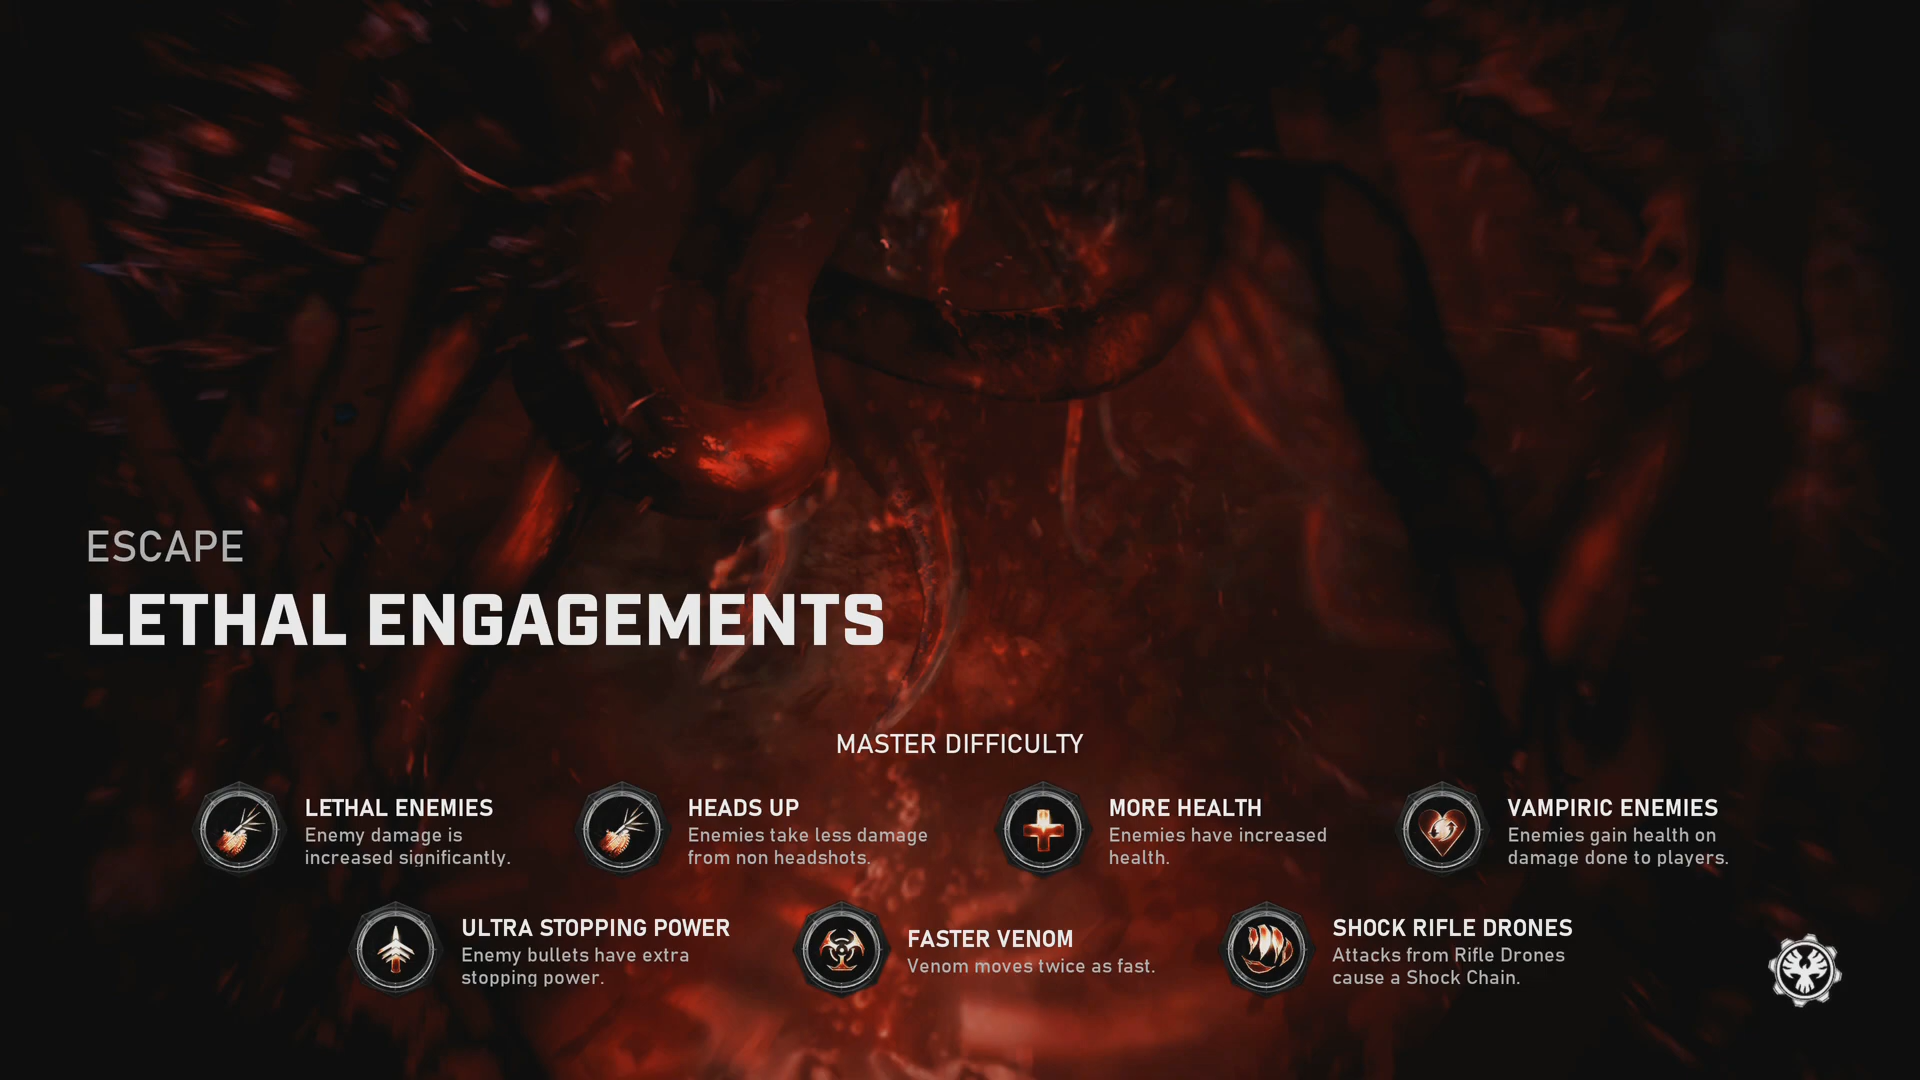 ESCAPE
LETHAL ENGAGEMENTS
MASTER DIFFICULTY
LETHAL ENEMIES
Enemy damage is
increased significantly.
HEADS UP
Enemies take less damage
from non headshots.
MORE HEALTH
Enemies have increased
health.
VAMPIRIC ENEMIES
Enemies gain health on
damage done to players.
ULTRA STOPPING POWER
Enemy bullets have extra
stopping power.
FASTER VENOM
Venom moves twice as fast.
SHOCK RIFLE DRONES
Attacks from Rifle Drones
cause a Shock Chain.